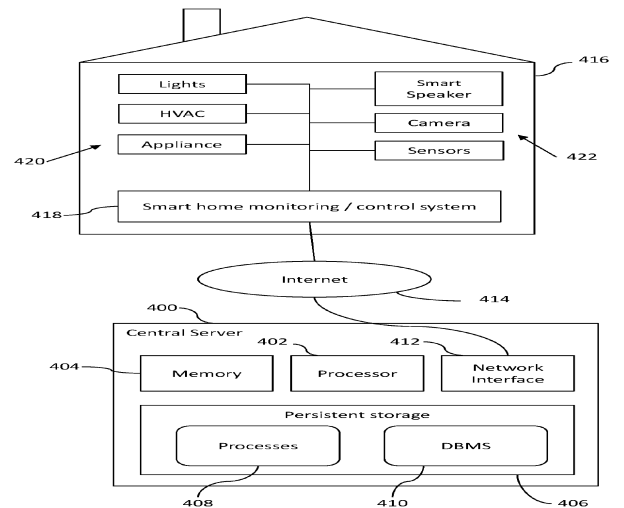 416
Lights
Smart
Speaker
HVAC
Camera
Appliance
Sensors
420
422
418
Smart home monitoring / control system
Internet
414
400
Central Server
402
412
404
Memory
Processor
Network
Interface
Persistent storage
Processes
DBMS
408
410
406